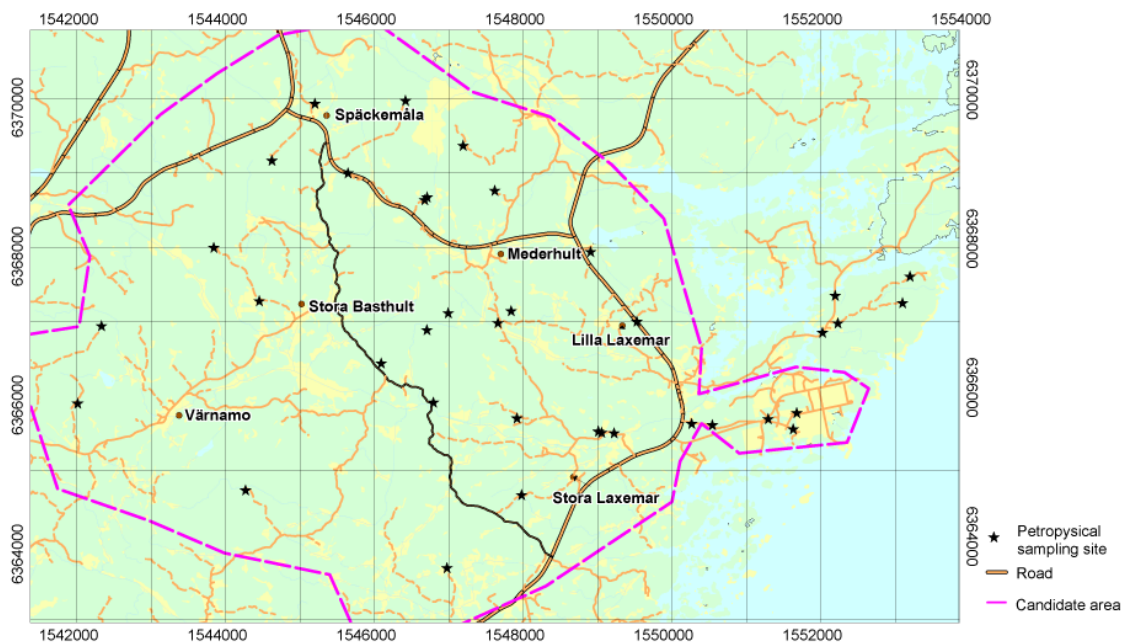 1542000 1544000 1546000 1548000 1550000 1552000 1554000
6370000
6370000
Späckemåla
6368000
6368000
Mederhult
Stora Basthult
Lilla Laxemar
6366000
6366000
Värnamo
Stora Laxemar
6364000
6364000
Petropysical
sampling site
Road
Candidate area
1542000 1544000 1546000 1548000 1550000 1552000